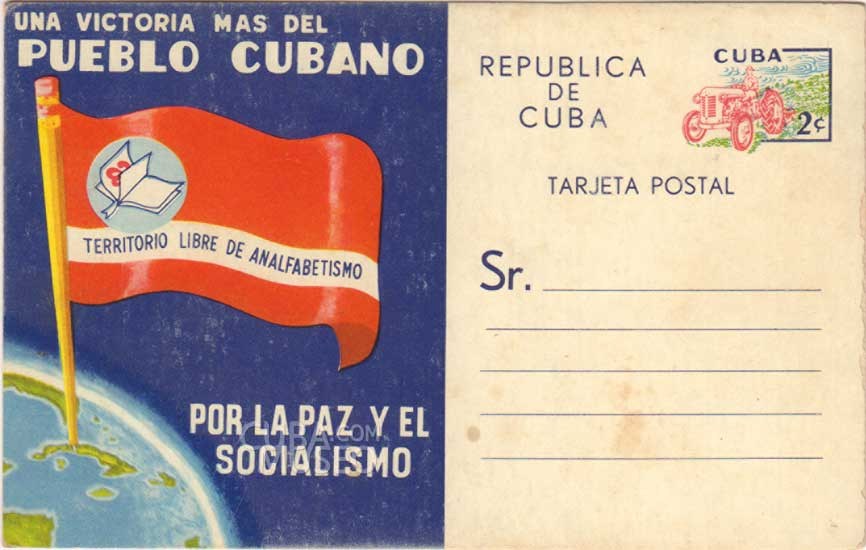 UNA VICTORIA MAS DEL
PUEBLO CUBANO
TERRITORIO LIBRE DE ANALFABETISMO
POR LA PAZ Y EL
SOCIALISMO
REPUBLICA
DE
CUBA
CUBA
2¢
TARJETA POSTAL
Sr.